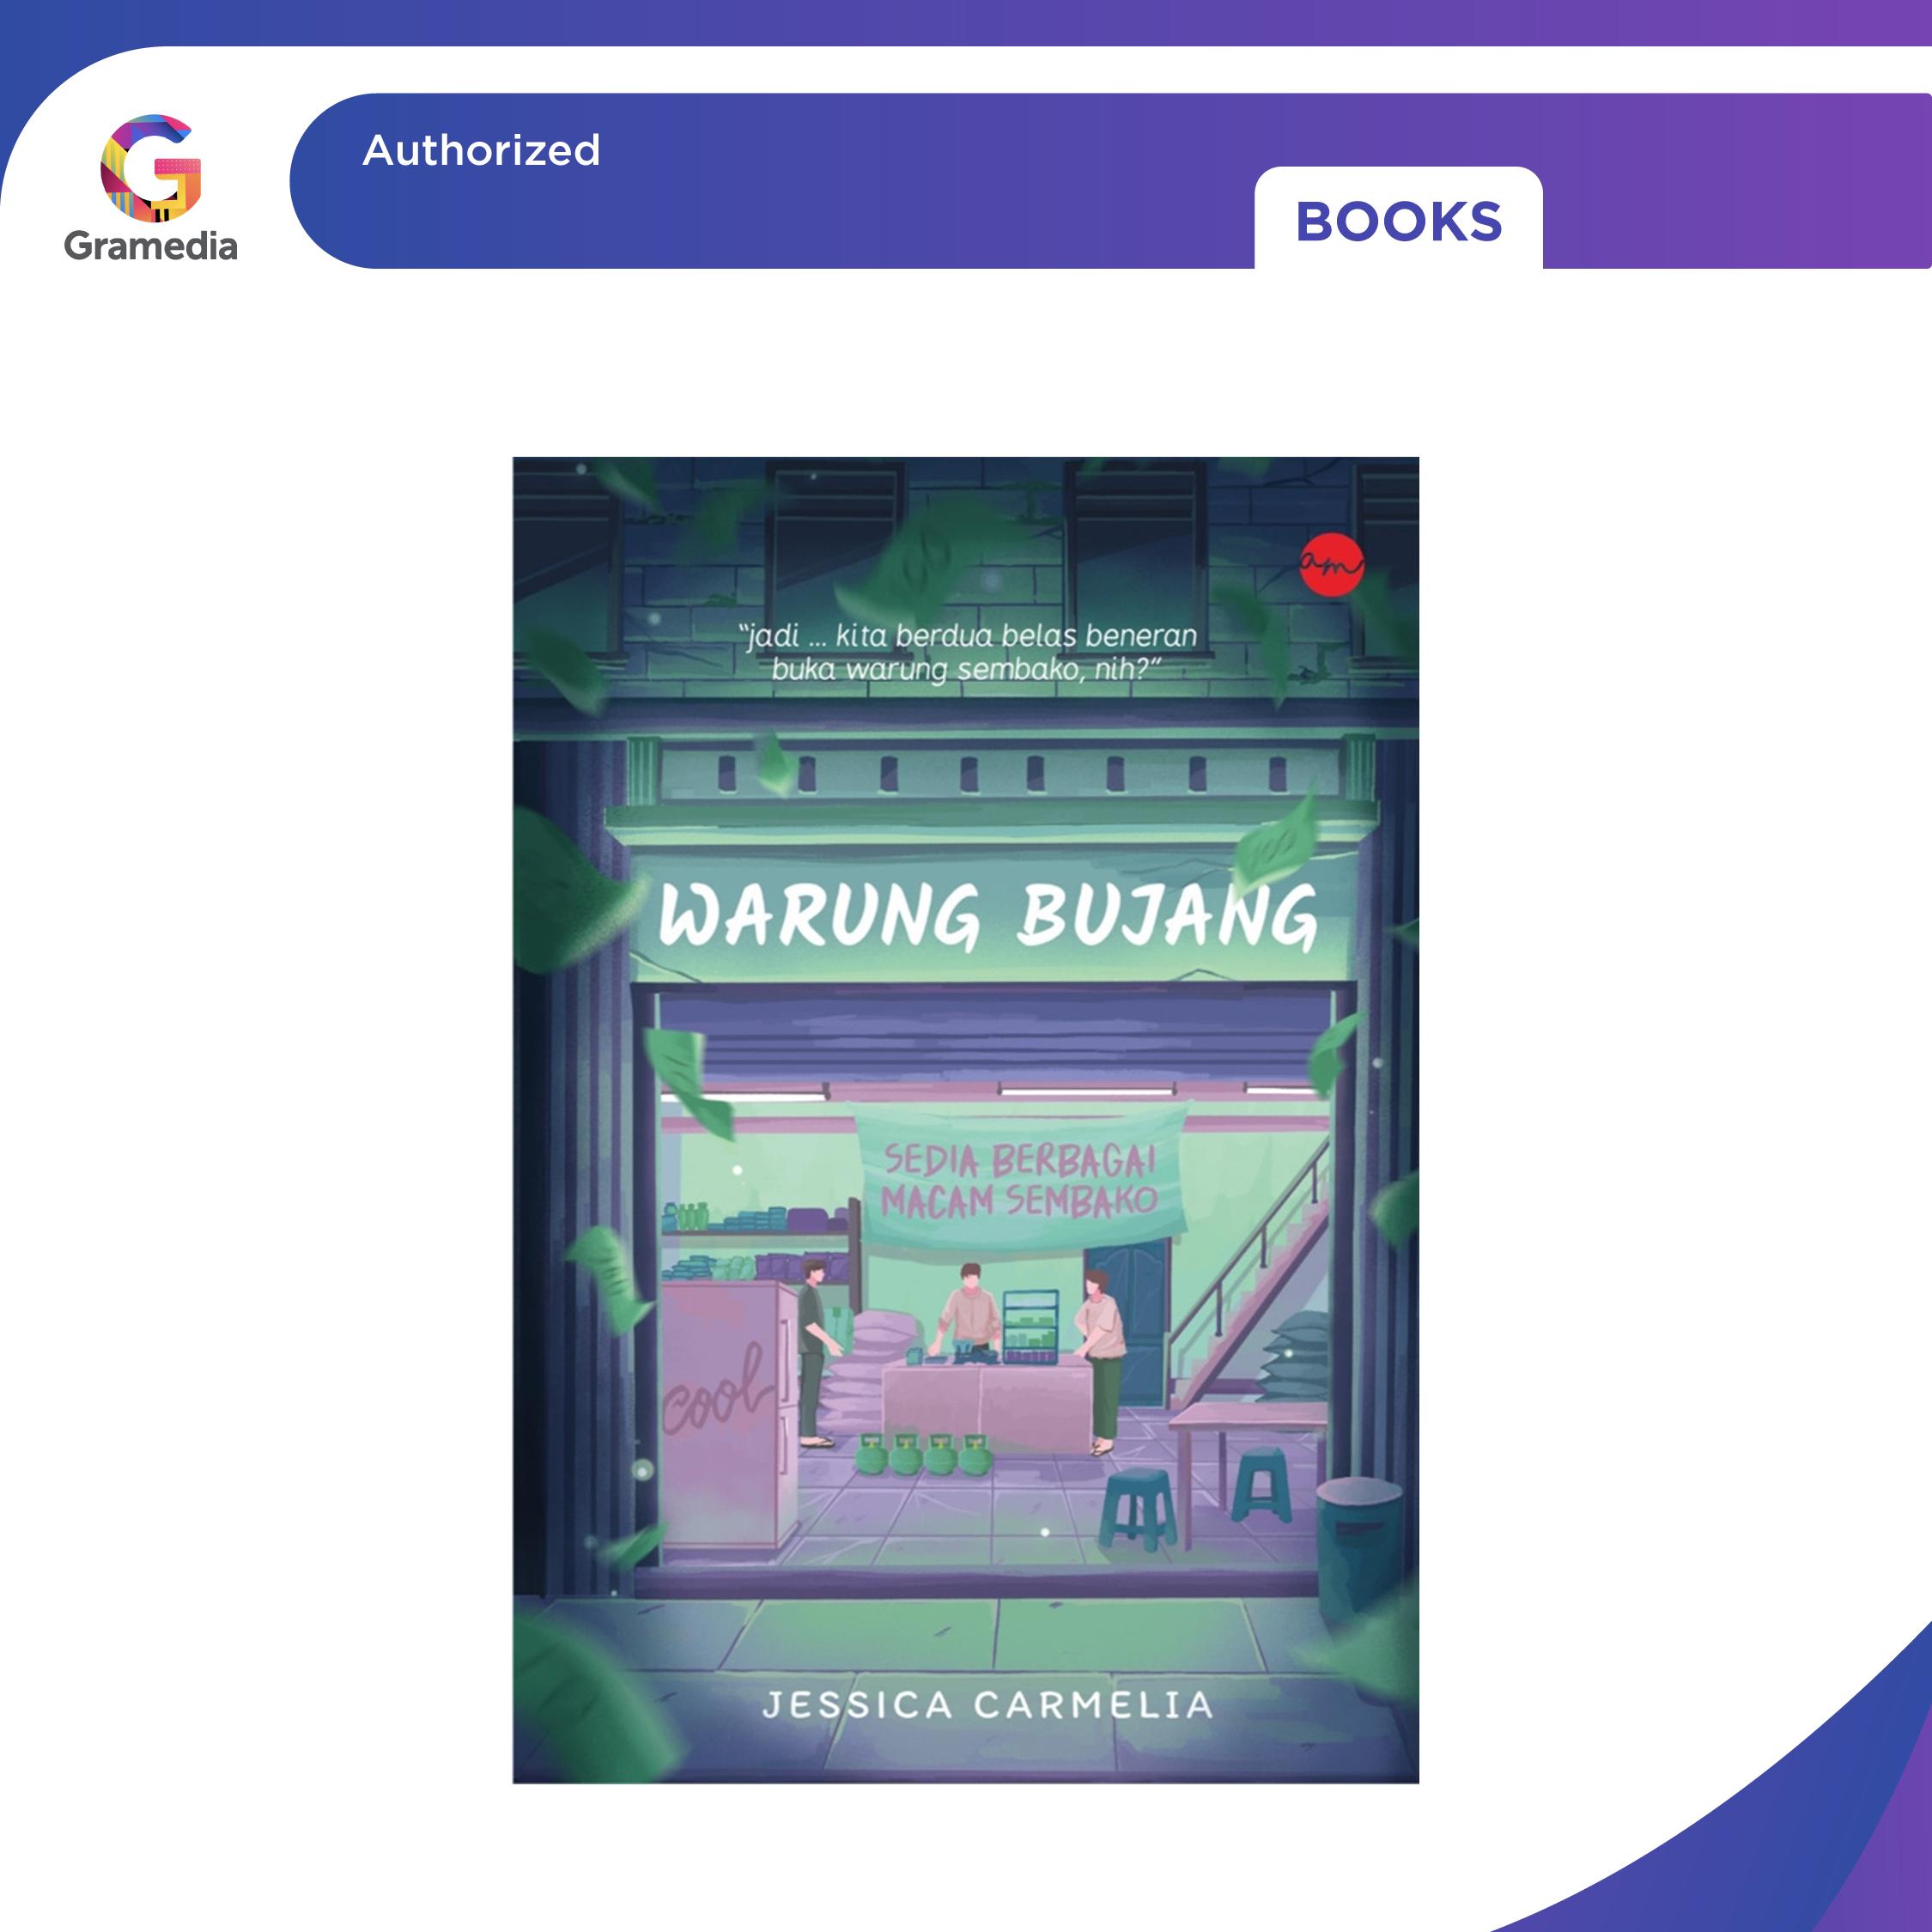 Gramedia
Authorized
BOOKS
am
"jadi ... kita berdua belas beneran
buka warung sembako, nih?"
WARUNG BUJANG
SEDIA BERBAGAI
MACAM SEMBAKO
cool
JESSICA CARMELIA